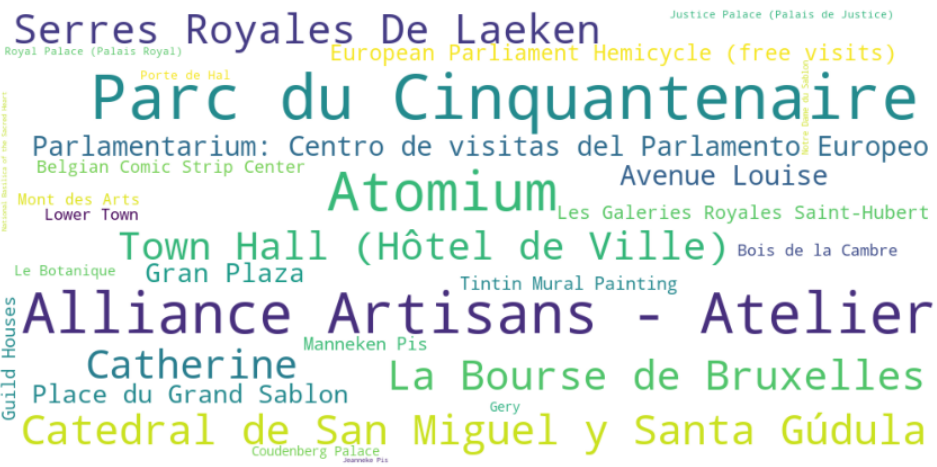 Justice Palace (Palais de Justice)
Serres Royales De Laeken
Royal Palace (Palais Royal)
European Parliament Hemicycle (free visits)
Porte de Hal
Parc du Cinquantenaire
Notre Dame du Sablon
National Basilica of the Sacred Heart
Parlamentarium: Centro de visitas del Parlamento Europeo
Belgian Comic Strip Center
Avenue Louise
Atomium
Mont des Arts
Lower Town
Les Galeries Royales Saint-Hubert
Town Hall (Hôtel de Ville)
Bois de la Cambre
Le Botanique
Gran Plaza
Tintin Mural Painting
Alliance Artisans - Atelier
Guild Houses
Manneken Pis
Catherine
La Bourse de Bruxelles
Place du Grand Sablon
Gery
Catedral de San Miguel y Santa Gúdula
Coudenberg Palace
Jeanneke Pis